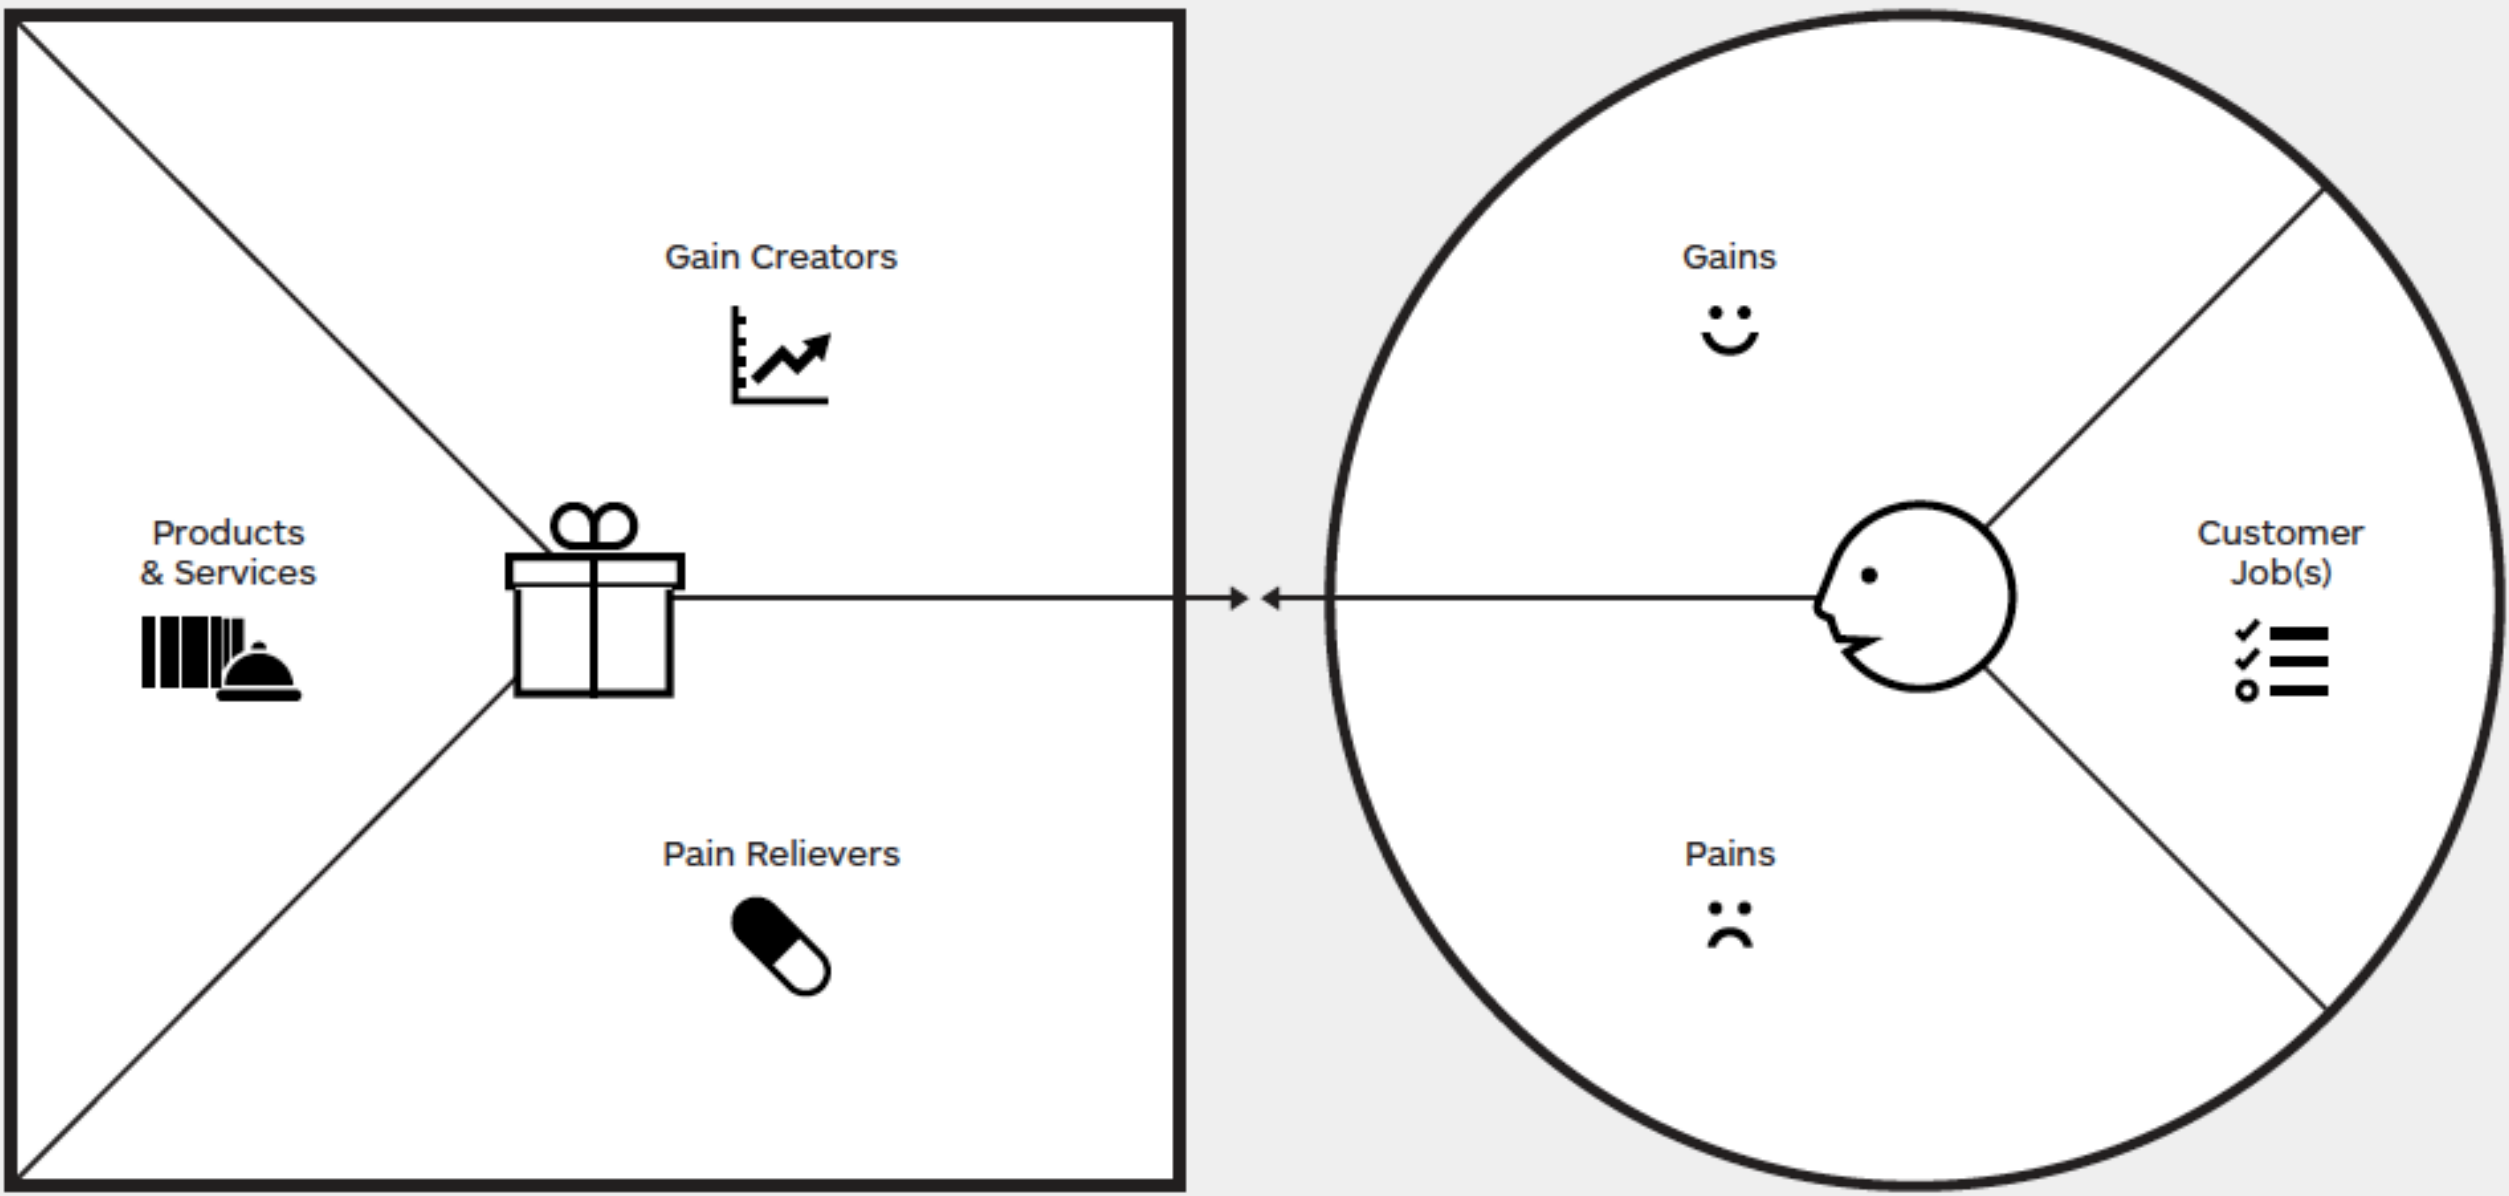 Gain Creators
Products
& Services
Pain Relievers
Gains
Customer
Job(s)
Pains